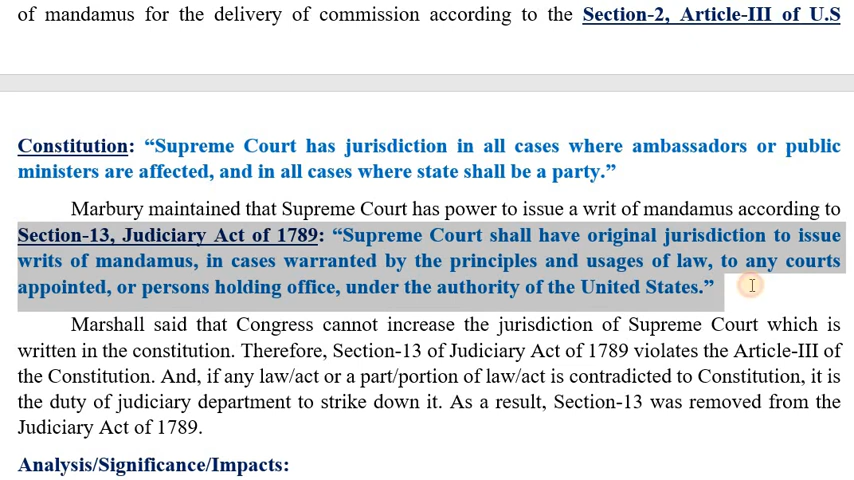 of mandamus for the delivery of commission according to the Section-2, Article-III of U.S
Constitution: “Supreme Court has jurisdiction in all cases where ambassadors or public
ministers are affected, and in all cases where state shall be a party.”
Marbury maintained that Supreme Court has power to issue a writ of mandamus according to
Section-13, Judiciary Act of 1789: “Supreme Court shall have original jurisdiction to issue
writs of mandamus, in cases warranted by the principles and usages of law, to any courts
appointed, or persons holding office, under the authority of the United States.”
Marshall said that Congress cannot increase the jurisdiction of Supreme Court which is
written in the constitution. Therefore, Section-13 of Judiciary Act of 1789 violates the Article-III of
the Constitution. And, if any law/act or a part/portion of law/act is contradicted to Constitution, it is
the duty of judiciary department to strike down it. As a result, Section-13 was removed from the
Judiciary Act of 1789.
Analysis/Significance/Impacts: